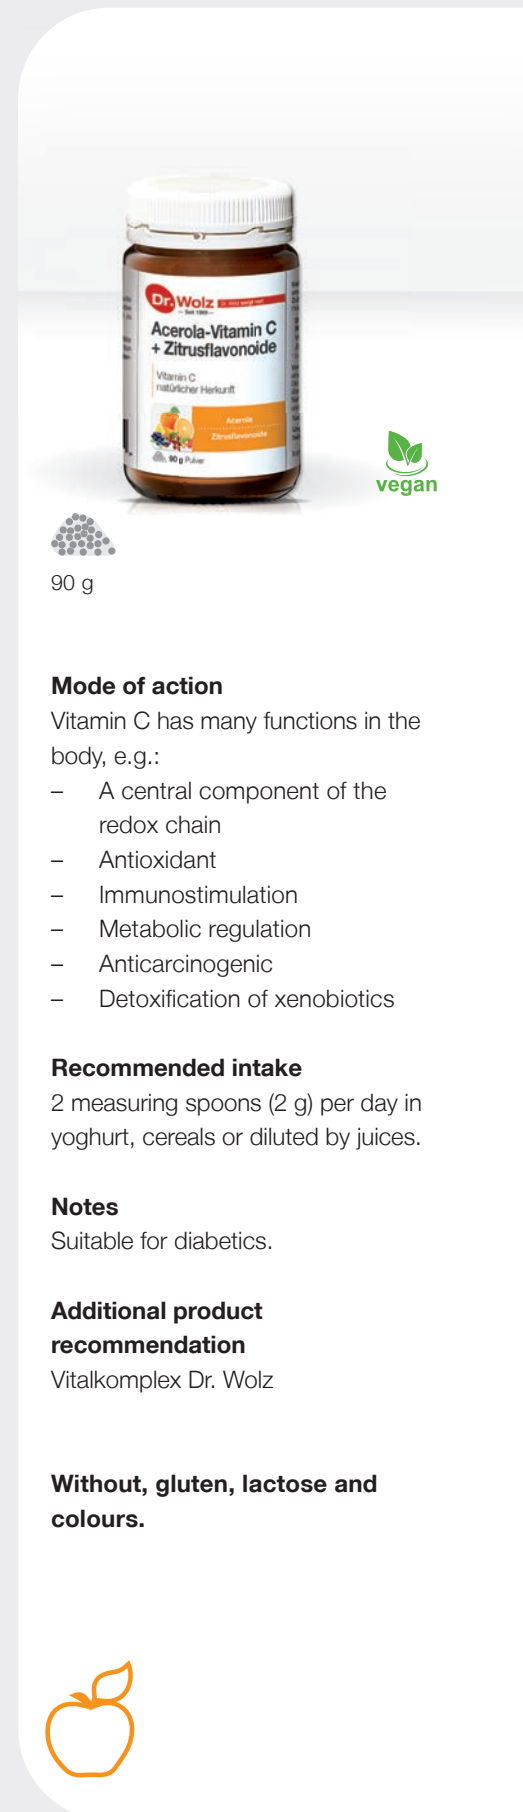 Dr. Wolz
Seit 1969
Acerola-Vitamin C
+ Zitrusflavonoide
Vitamin C
natürlicher Herkunft
Acerola
Zitrusflavonoide
90 g Pulver
vegan
90 g
Mode of action
Vitamin C has many functions in the
body, e.g.:
– A central component of the
redox chain
– Antioxidant
– Immunostimulation
– Metabolic regulation
– Anticarcinogenic
– Detoxification of xenobiotics
Recommended intake
2 measuring spoons (2 g) per day in
yoghurt, cereals or diluted by juices.
Notes
Suitable for diabetics.
Additional product
recommendation
Vitalkomplex Dr. Wolz
Without, gluten, lactose and
colours.